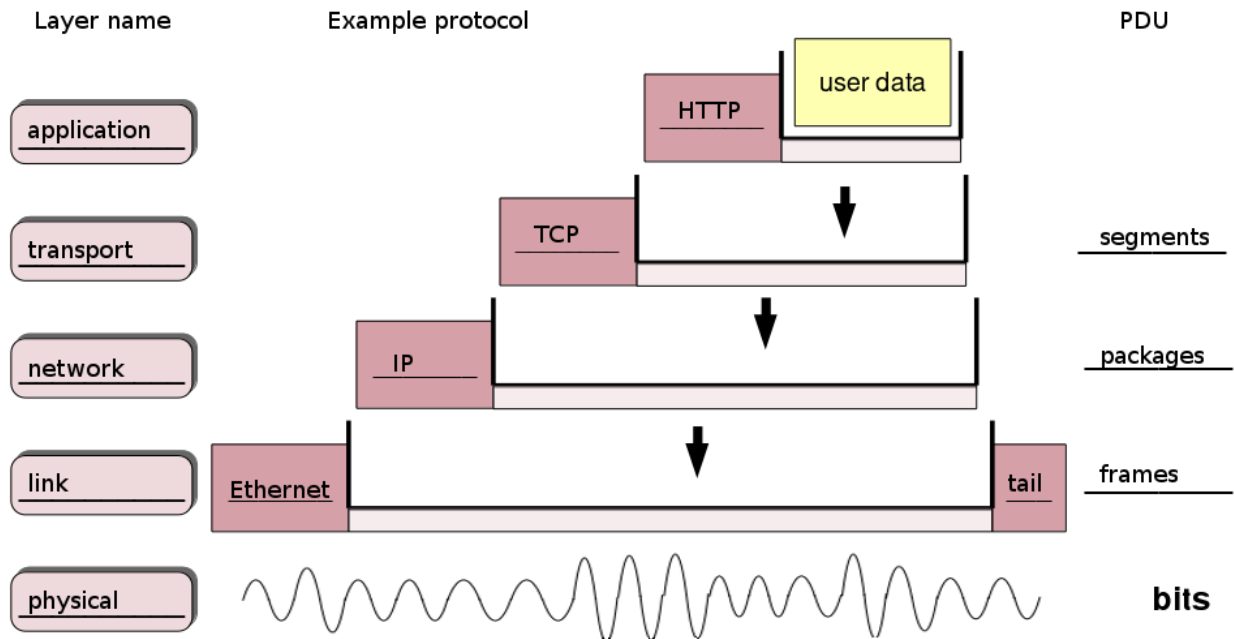 Layer name Example protocol PDU
user data
HTTP
application
TCP
transport segments
IP
network packages
link Ethernet tail frames
physical bits